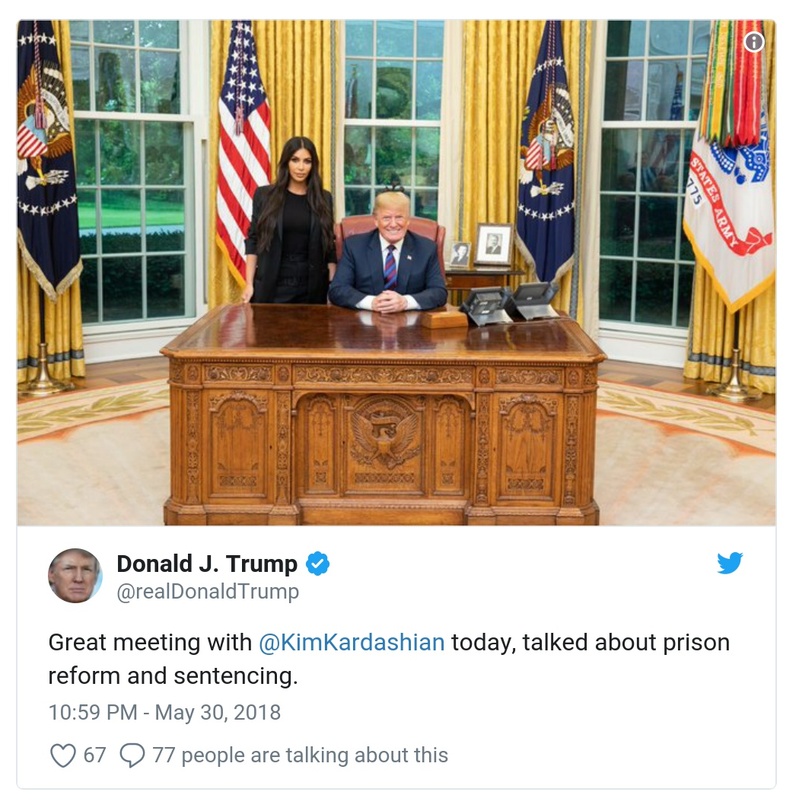 STATES ARMY
775
Donald J. Trump
@realDonaldTrump
Great meeting with @KimKardashian today, talked about prison
reform and sentencing.
10:59 PM - May 30, 2018
67 77 people are talking about this